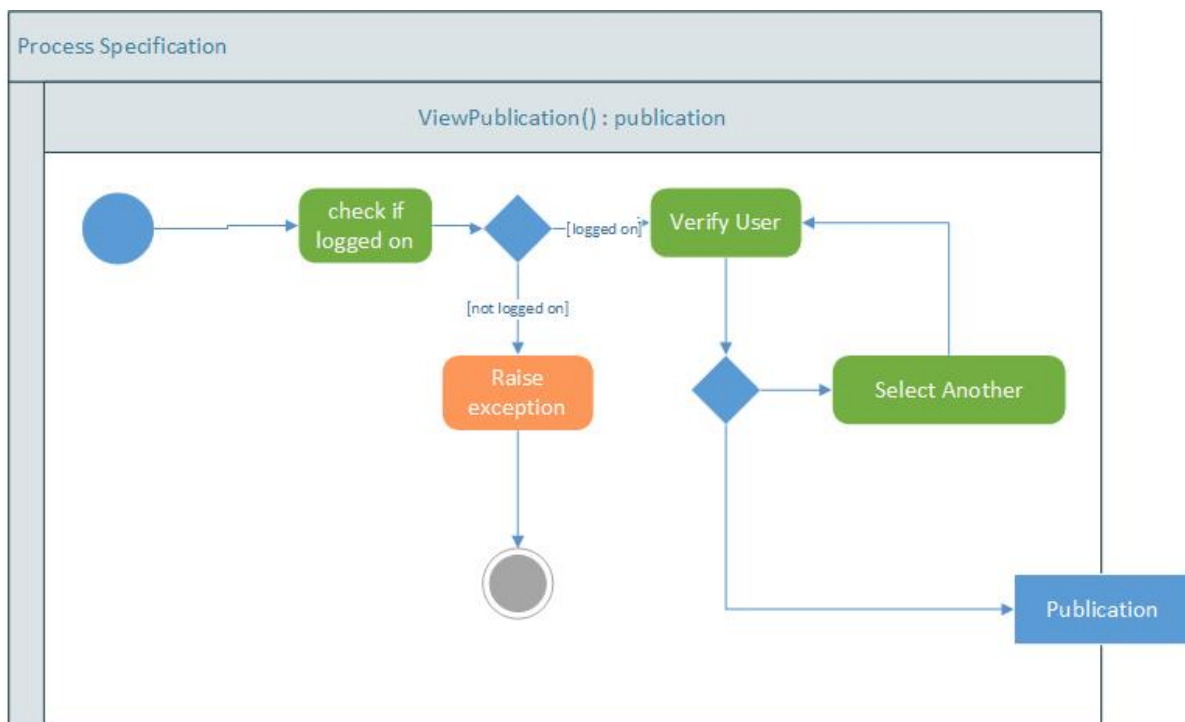 Process Specification
ViewPublication() : publication
check if
logged on
[logged on]
Verify User
[not logged on]
Raise
exception
Select Another
Publication